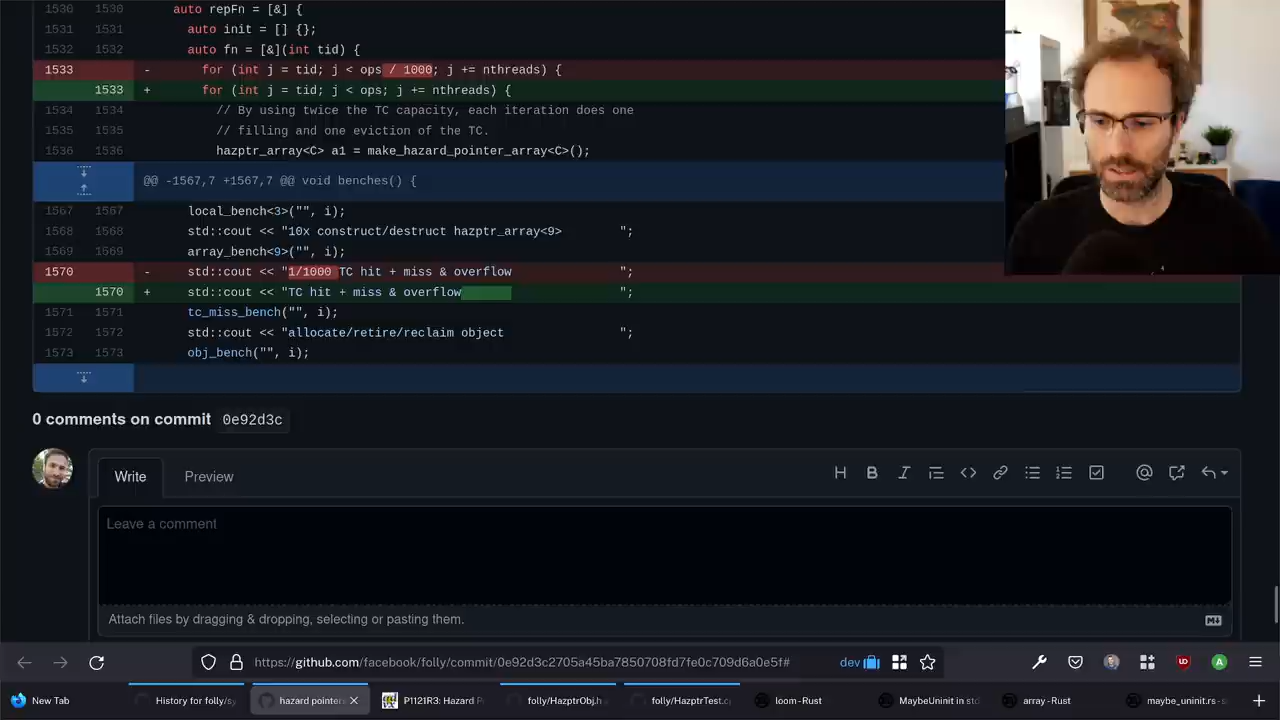 1530 1530 auto repFn = [&] {
1531 1531 auto init = [] {};
1532 1532 auto fn = [&](int tid) {
1533 - for (int j = tid; j < ops / 1000; j += nthreads) {
1533 + for (int j = tid; j < ops; j += nthreads) {
1534 1534 // By using twice the TC capacity, each iteration does one
1535 1535 // filling and one eviction of the TC.
1536 1536 hazptr_array<C> a1 = make_hazard_pointer_array<C>();
@@ -1567,7 +1567,7 @@ void benches() {
1567 1567 local_bench<3>("", i);
1568 1568 std::cout << "10x construct/destruct hazptr_array<9> ";
1569 1569 array_bench<9>("", i);
1570 - std::cout << "1/1000 TC hit + miss & overflow ";
1570 + std::cout << "TC hit + miss & overflow ";
1571 1571 tc_miss_bench("", i);
1572 1572 std::cout << "allocate/retire/reclaim object ";
1573 1573 obj_bench("", i);
0 comments on commit 0e92d3c
Write Preview
Leave a comment
Attach files by dragging & dropping, selecting or pasting them.
https://github.com/facebook/folly/commit/0e92d3c2705a45ba7850708fd7fe0c709d6a0e5f# dev
New Tab History for folly/sy hazard pointer P1121R3: Hazard P folly/HazptrObj.h folly/HazptrTest.c loom - Rust MaybeUninit in std array - Rust maybe_uninit.rs - s